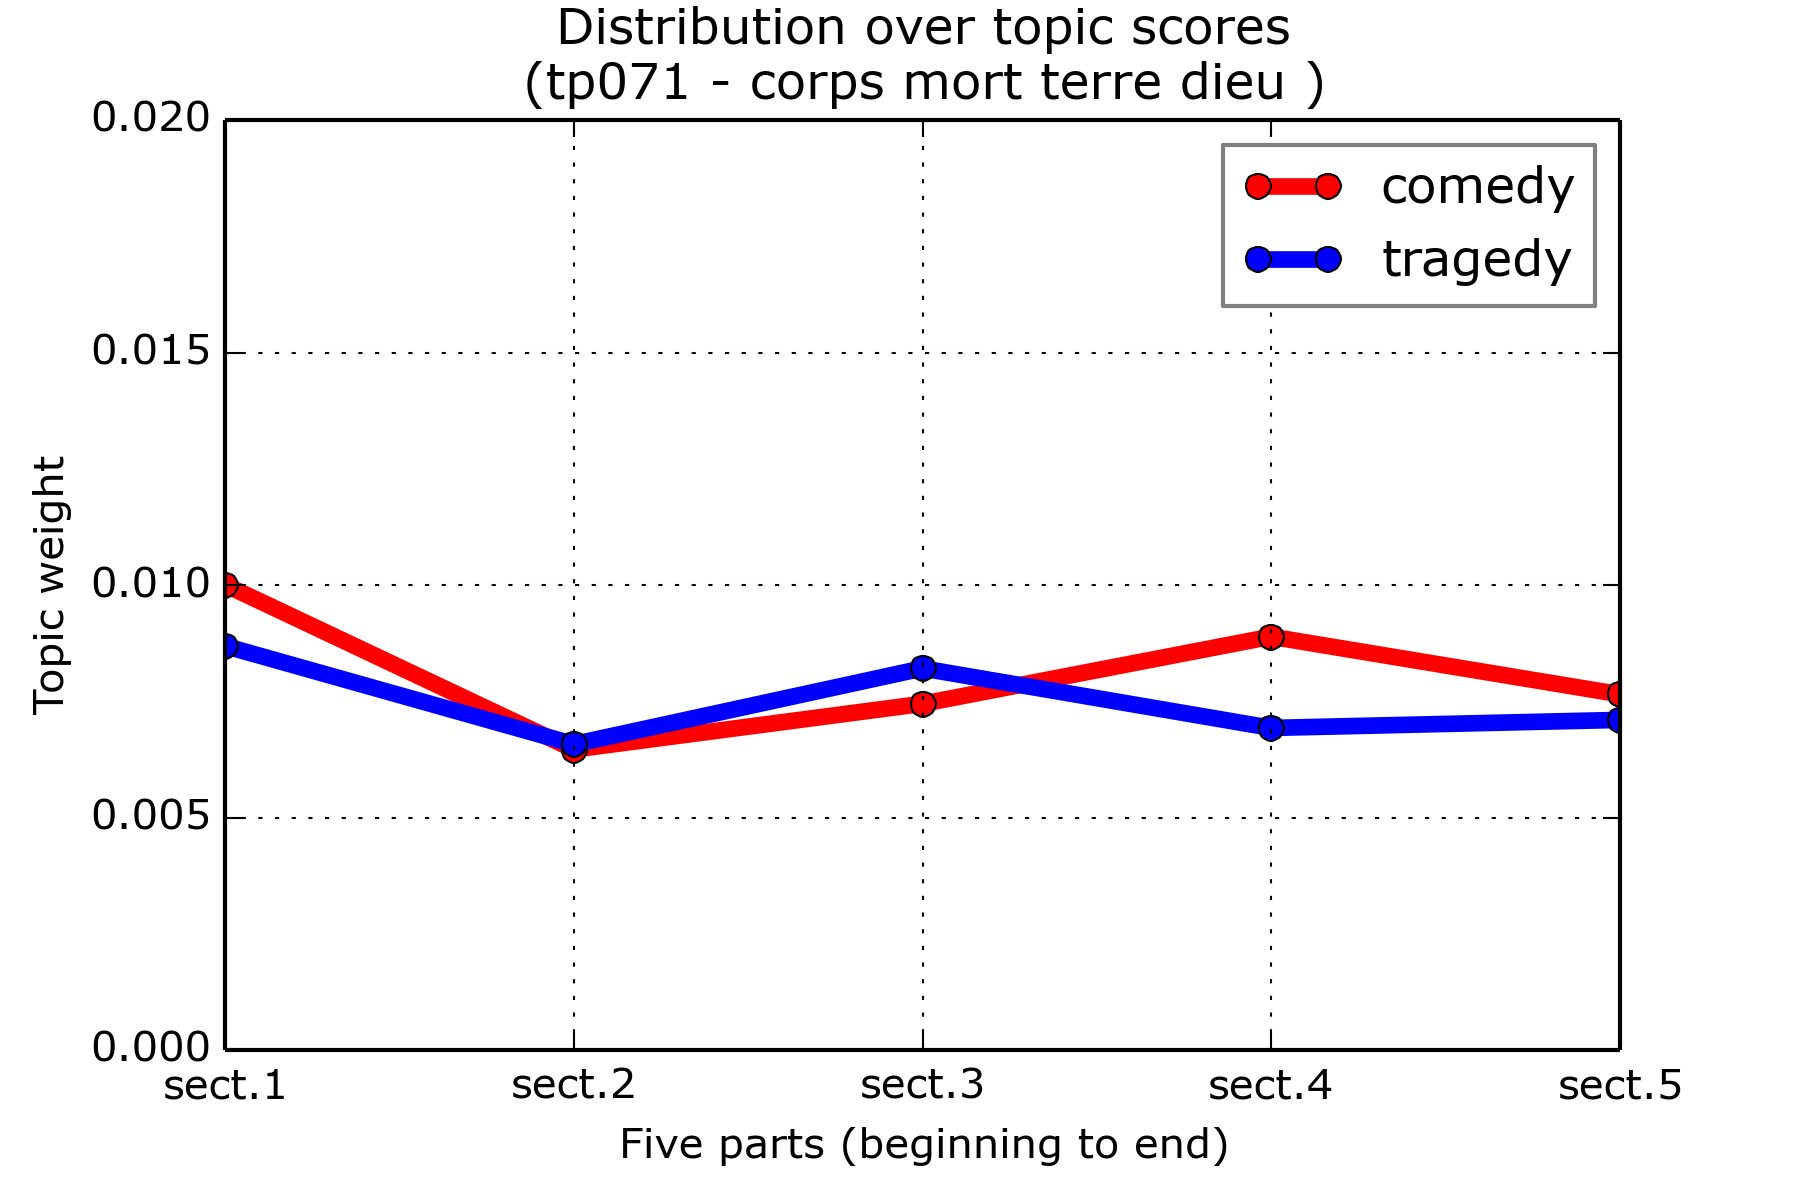 Distribution over topic scores
(tp071 - corps mort terre dieu )
0.020
comedy
tragedy
0.015
0.010
0.005
0.000
Topic weight
sect.1 sect.2 sect.3 sect.4 sect.5
Five parts (beginning to end)